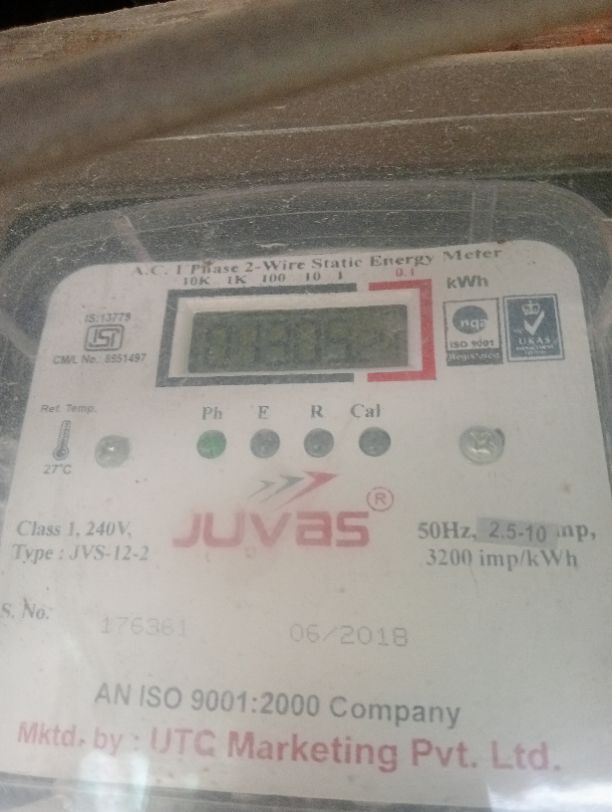 A.C. 1 Phase 2-Wire Static Energy Meter
10K 1K 100 10 1 0.1
kWh
IS:13779
ISI
CM/L No.: 8551497
nqa
ISO 9001
Registered
UKAS
Ref. Temp.
27°C
Ph E R Cal
JUVAS ®
Class 1, 240V,
Type : JVS-12-2
50Hz, 2.5-10
3200 imp/kWh
S. No.
176361 06/2018
AN ISO 9001:2000 Company
Mktd. by : UTC Marketing Pvt. Ltd.